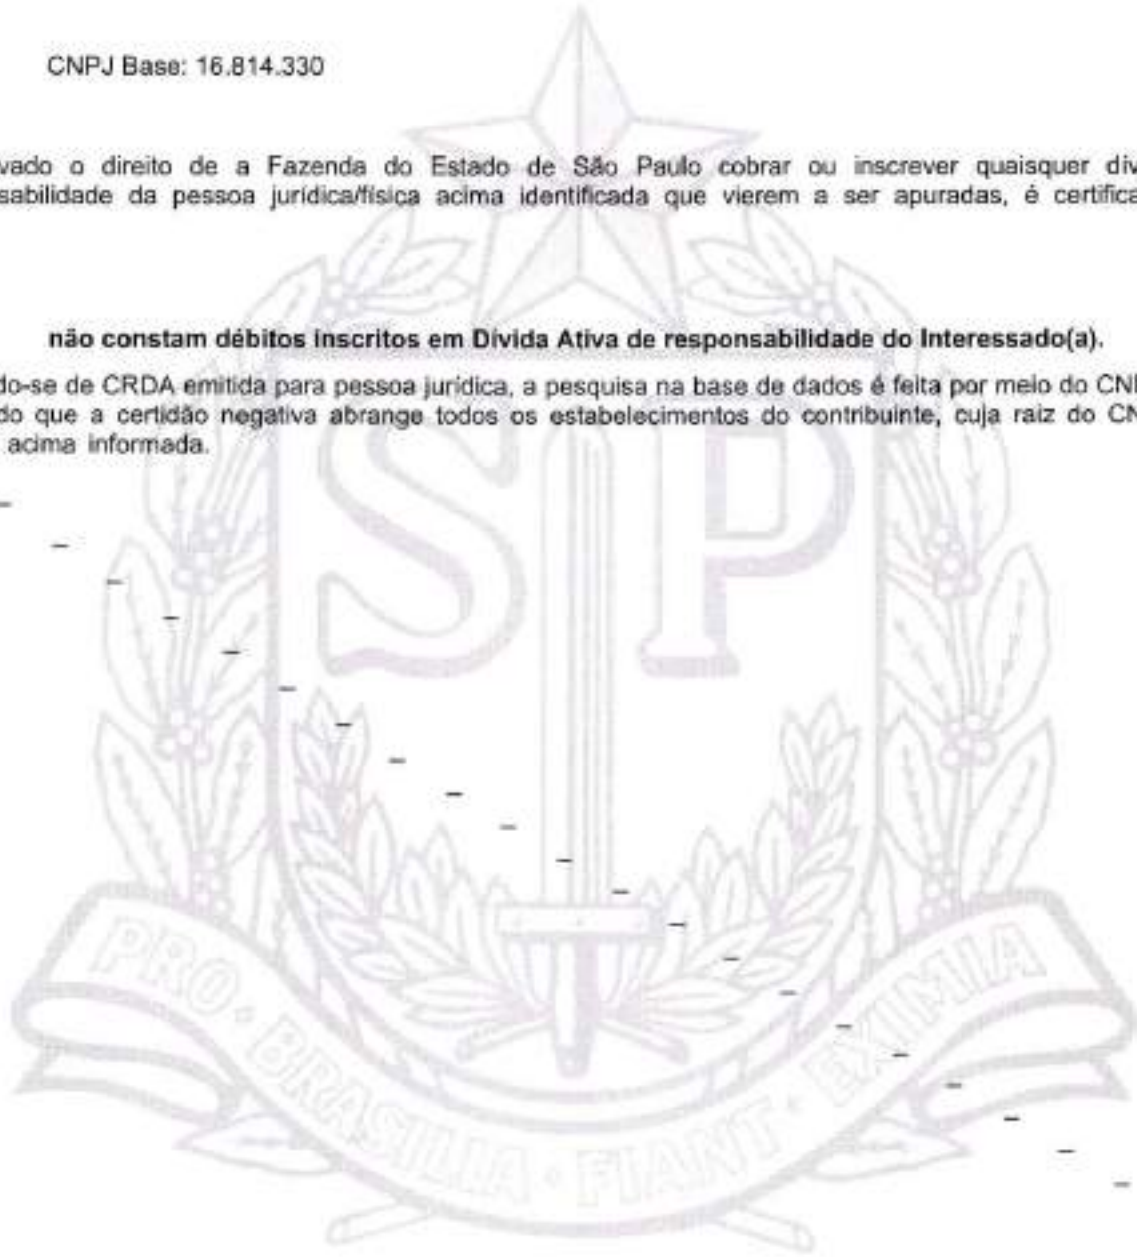 CNPJ Base: 16.814.330
vado o direito de a Fazenda do Estado de São Paulo cobrar ou inscrever quaisquer dív
sabilidade da pessoa jurídica/física acima identificada que vierem a ser apuradas, é certifica
não constam débitos inscritos em Dívida Ativa de responsabilidade do Interessado(a).
do-se de CRDA emitida para pessoa jurídica, a pesquisa na base de dados é feita por meio do CN
do que a certidão negativa abrange todos os estabelecimentos do contribuinte, cuja raiz do CN
acima informada.
SP
PRO · BRASILIA · FIANT · EXIMIA